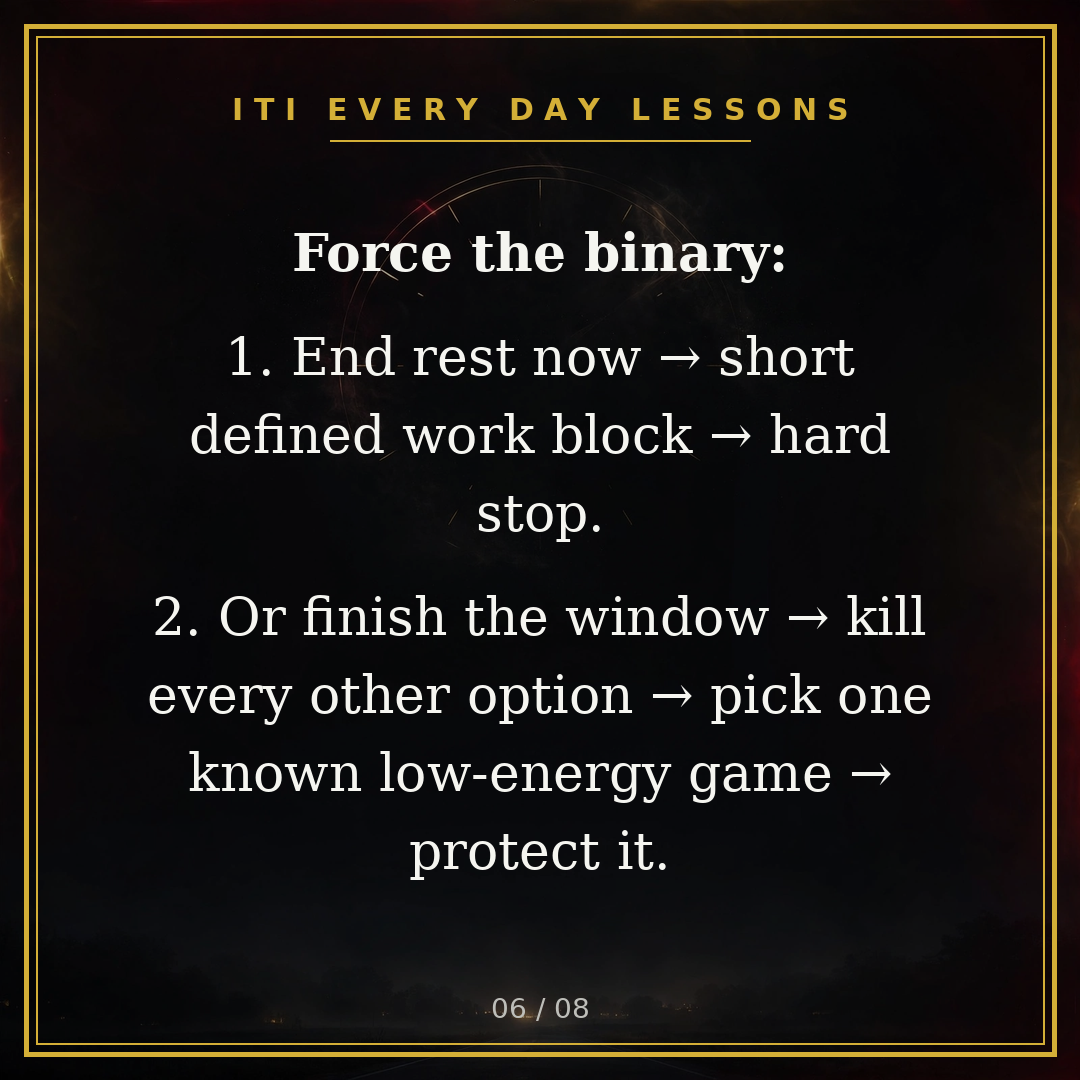 ITI EVERY DAY LESSONS
Force the binary:
1. End rest now → short
defined work block → hard
stop.
2. Or finish the window → kill
every other option → pick one
known low-energy game →
protect it.
06 / 08